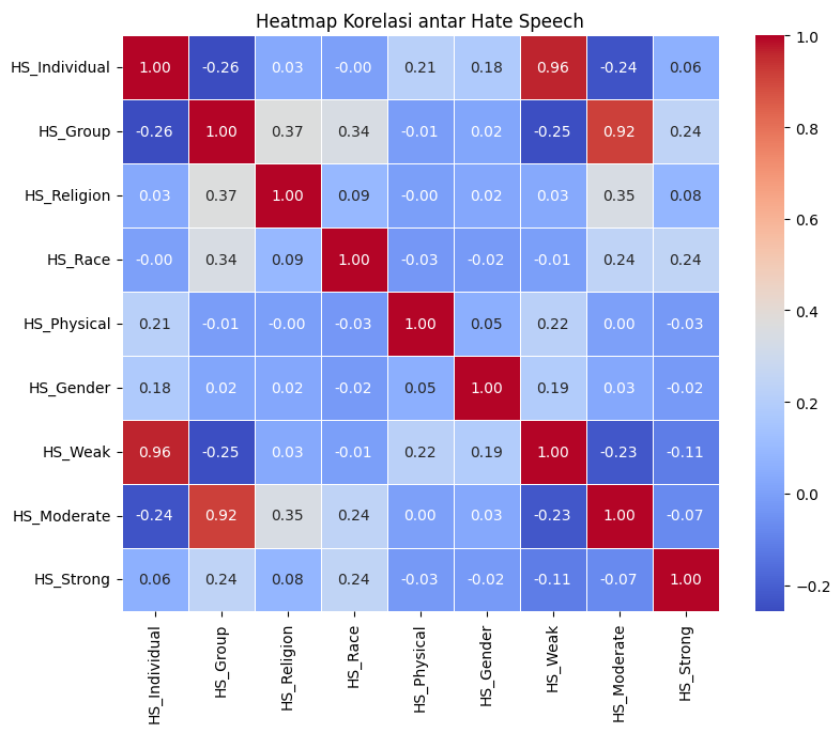 Heatmap Korelasi antar Hate Speech
HS_Individual 1.00 -0.26 0.03 -0.00 0.21 0.18 0.96 -0.24 0.06
HS_Group -0.26 1.00 0.37 0.34 -0.01 0.02 -0.25 0.92 0.24
HS_Religion 0.03 0.37 1.00 0.09 -0.00 0.02 0.03 0.35 0.08
HS_Race -0.00 0.34 0.09 1.00 -0.03 -0.02 -0.01 0.24 0.24
HS_Physical 0.21 -0.01 -0.00 -0.03 1.00 0.05 0.22 0.00 -0.03
HS_Gender 0.18 0.02 0.02 -0.02 0.05 1.00 0.19 0.03 -0.02
HS_Weak 0.96 -0.25 0.03 -0.01 0.22 0.19 1.00 -0.23 -0.11
HS_Moderate -0.24 0.92 0.35 0.24 0.00 0.03 -0.23 1.00 -0.07
HS_Strong 0.06 0.24 0.08 0.24 -0.03 -0.02 -0.11 -0.07 1.00
HS_Individual
HS_Group
HS_Religion
HS_Race
HS_Physical
HS_Gender
HS_Weak
HS_Moderate
HS_Strong
1.0
0.8
0.6
0.4
0.2
0.0
−0.2